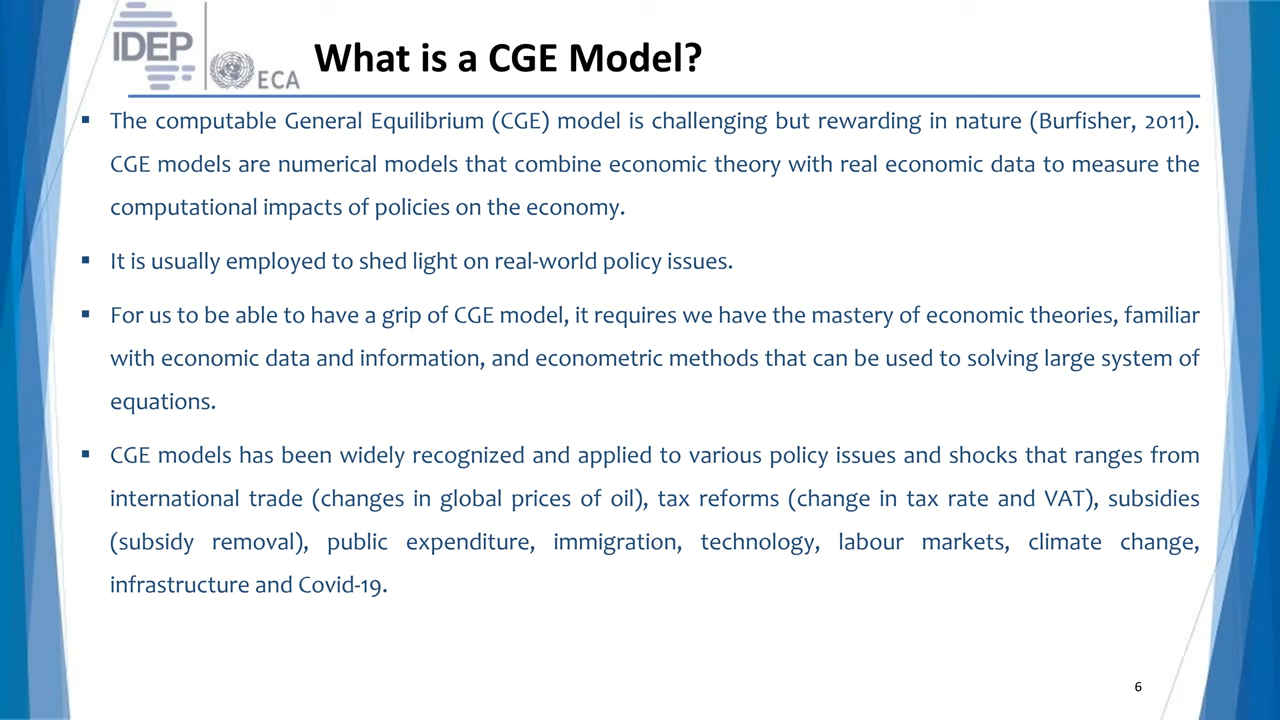 IDEP
ECA
What is a CGE Model?
▪ The computable General Equilibrium (CGE) model is challenging but rewarding in nature (Burfisher, 2011).
CGE models are numerical models that combine economic theory with real economic data to measure the
computational impacts of policies on the economy.
▪ It is usually employed to shed light on real-world policy issues.
▪ For us to be able to have a grip of CGE model, it requires we have the mastery of economic theories, familiar
with economic data and information, and econometric methods that can be used to solving large system of
equations.
▪ CGE models has been widely recognized and applied to various policy issues and shocks that ranges from
international trade (changes in global prices of oil), tax reforms (change in tax rate and VAT), subsidies
(subsidy removal), public expenditure, immigration, technology, labour markets, climate change,
infrastructure and Covid-19.
6